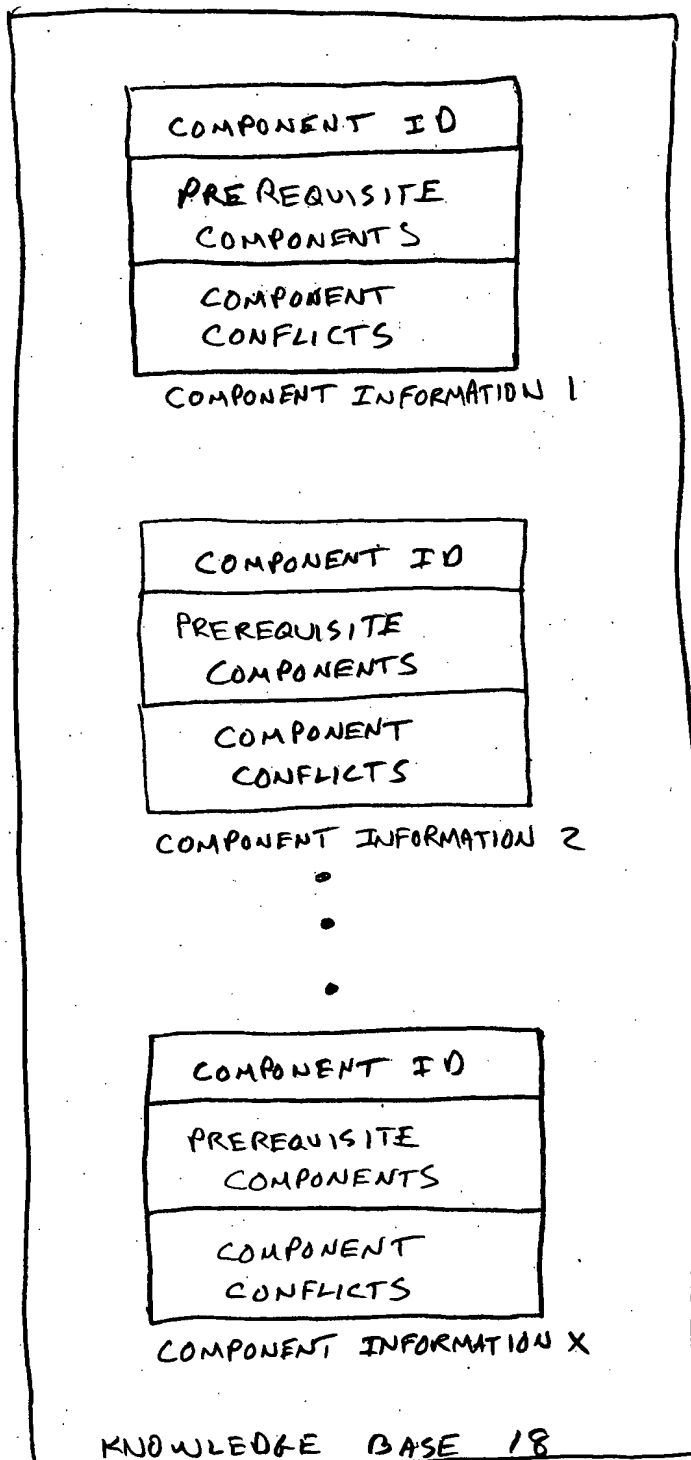 COMPONENT ID
PREREQUISITE
COMPONENTS
COMPONENT
CONFLICTS
COMPONENT INFORMATION 1
COMPONENT ID
PREREQUISITE
COMPONENTS
COMPONENT
CONFLICTS
COMPONENT INFORMATION 2
COMPONENT ID
PREREQUISITE
COMPONENTS
COMPONENT
CONFLICTS
COMPONENT INFORMATION X
KNOWLEDGE BASE 18